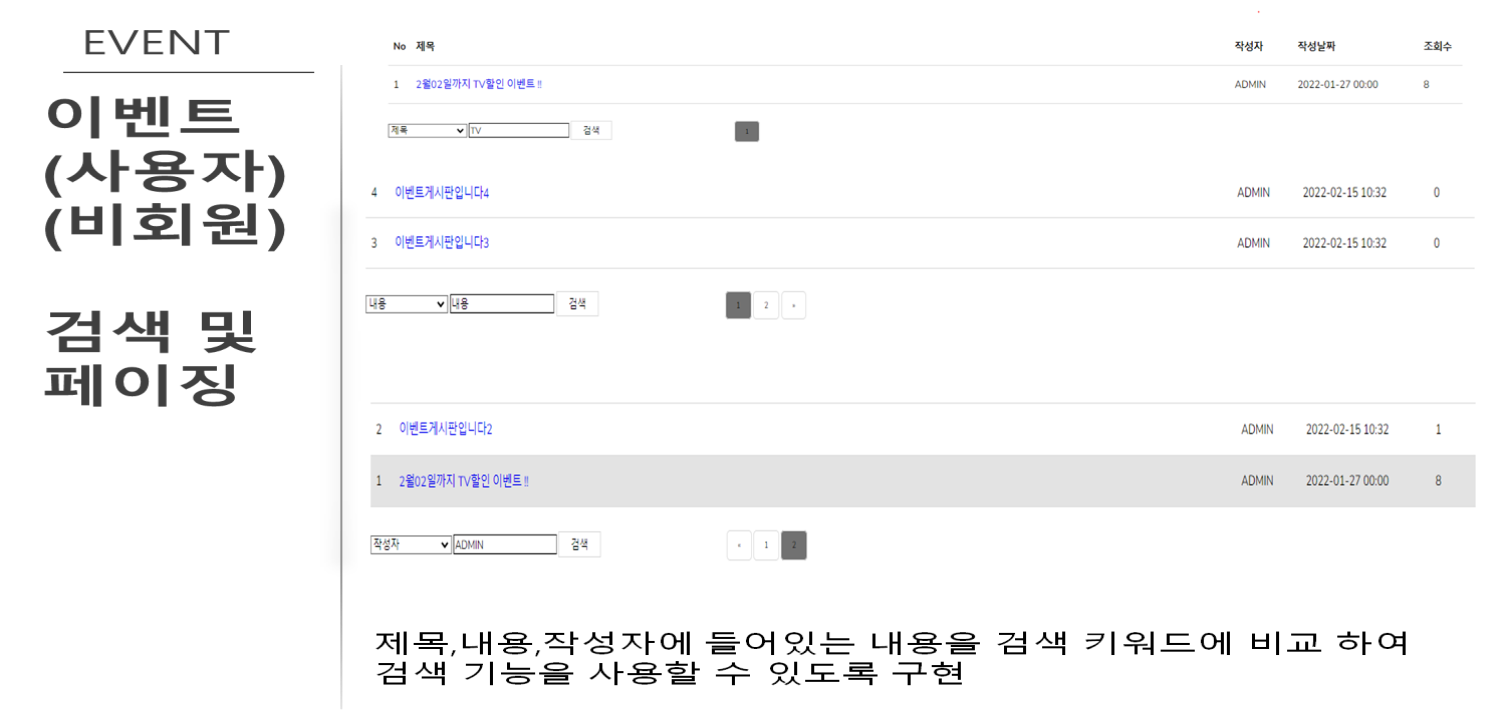 EVENT
이벤트
(사용자)
(비회원)
검색 및
페이징
No 제목 작성자 작성날짜 조회수
1 2월02일까지 TV할인 이벤트 !! ADMIN 2022-01-27 00:00 8
제목 TV 검색 1
4 이벤트게시판입니다4 ADMIN 2022-02-15 10:32 0
3 이벤트게시판입니다3 ADMIN 2022-02-15 10:32 0
내용 내용 검색 1 2 »
2 이벤트게시판입니다2 ADMIN 2022-02-15 10:32 1
1 2월02일까지 TV할인 이벤트 !! ADMIN 2022-01-27 00:00 8
작성자 ADMIN 검색 « 1 2
제목,내용,작성자에 들어있는 내용을 검색 키워드에 비교 하여
검색 기능을 사용할 수 있도록 구현